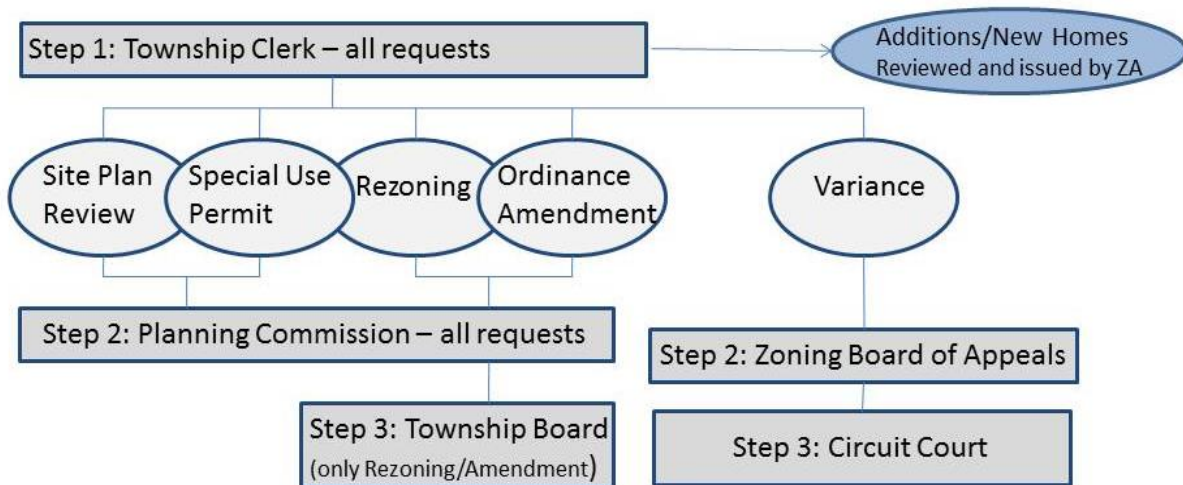 Step 1: Township Clerk – all requests
Additions/New Homes
Reviewed and issued by ZA
Site Plan
Review
Special Use
Permit
Rezoning
Ordinance
Amendment
Variance
Step 2: Planning Commission – all requests
Step 2: Zoning Board of Appeals
Step 3: Township Board
(only Rezoning/Amendment)
Step 3: Circuit Court